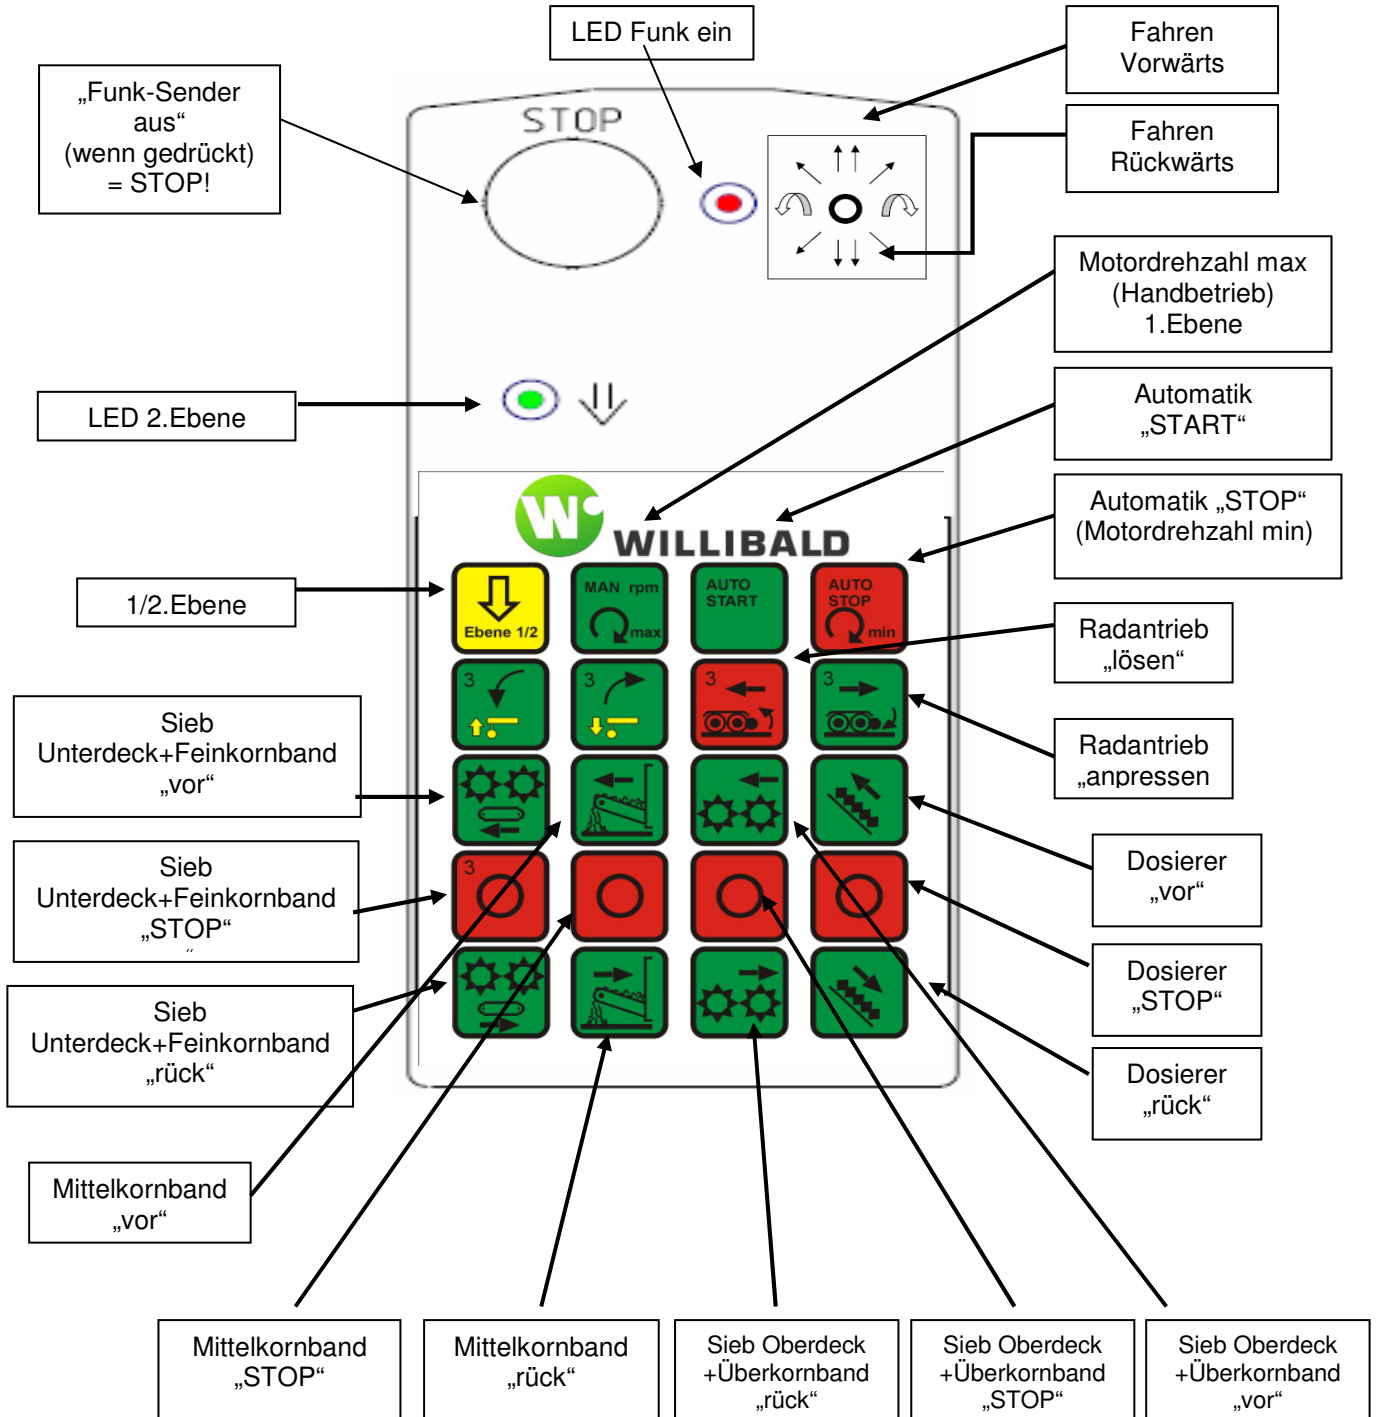 LED Funk ein
Fahren
Vorwärts
„Funk-Sender
aus“
(wenn gedrückt)
= STOP!
STOP
Fahren
Rückwärts
Motordrehzahl max
(Handbetrieb)
1.Ebene
LED 2.Ebene
Automatik
„START“
Automatik „STOP“
(Motordrehzahl min)
W
WILLIBALD
1/2.Ebene
Ebene 1/2
MAN rpm
max
AUTO
START
AUTO
STOP
min
Radantrieb
„lösen“
3
3
3
3
Sieb
Unterdeck+Feinkornband
„vor“
Radantrieb
„anpressen
Sieb
Unterdeck+Feinkornband
„STOP“
“
3
Dosierer
„vor“
Dosierer
„STOP“
Sieb
Unterdeck+Feinkornband
„rück“
Dosierer
„rück“
Mittelkornband
„vor“
Mittelkornband
„STOP“
Mittelkornband
„rück“
Sieb Oberdeck
+Überkornband
„rück“
Sieb Oberdeck
+Überkornband
„STOP“
Sieb Oberdeck
+Überkornband
„vor“